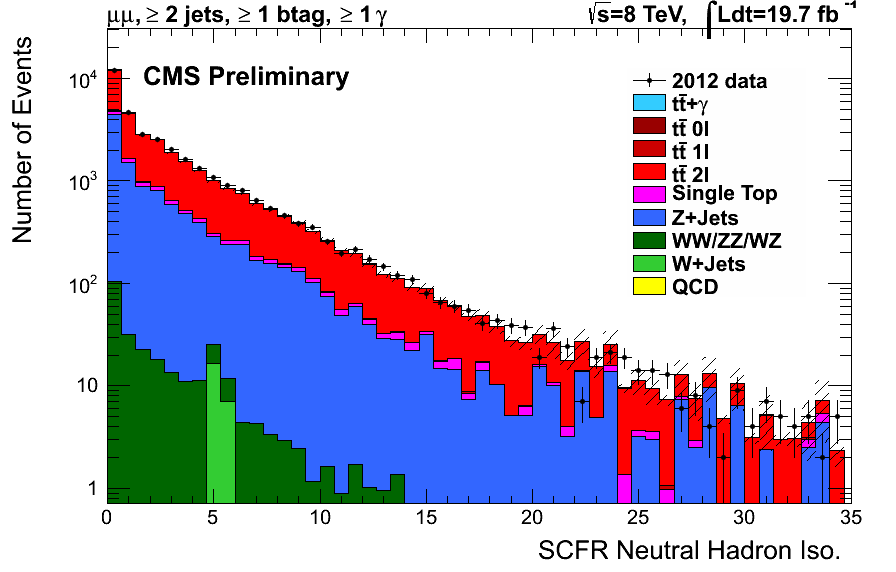 μμ, ≥ 2 jets, ≥ 1 btag, ≥ 1 γ
√s=8 TeV, ∫Ldt=19.7 fb⁻¹
CMS Preliminary
Number of Events
10⁴
10³
10²
10
1
2012 data
tt̄+γ
tt̄ 0l
tt̄ 1l
tt̄ 2l
Single Top
Z+Jets
WW/ZZ/WZ
W+Jets
QCD
0 5 10 15 20 25 30 35
SCFR Neutral Hadron Iso.